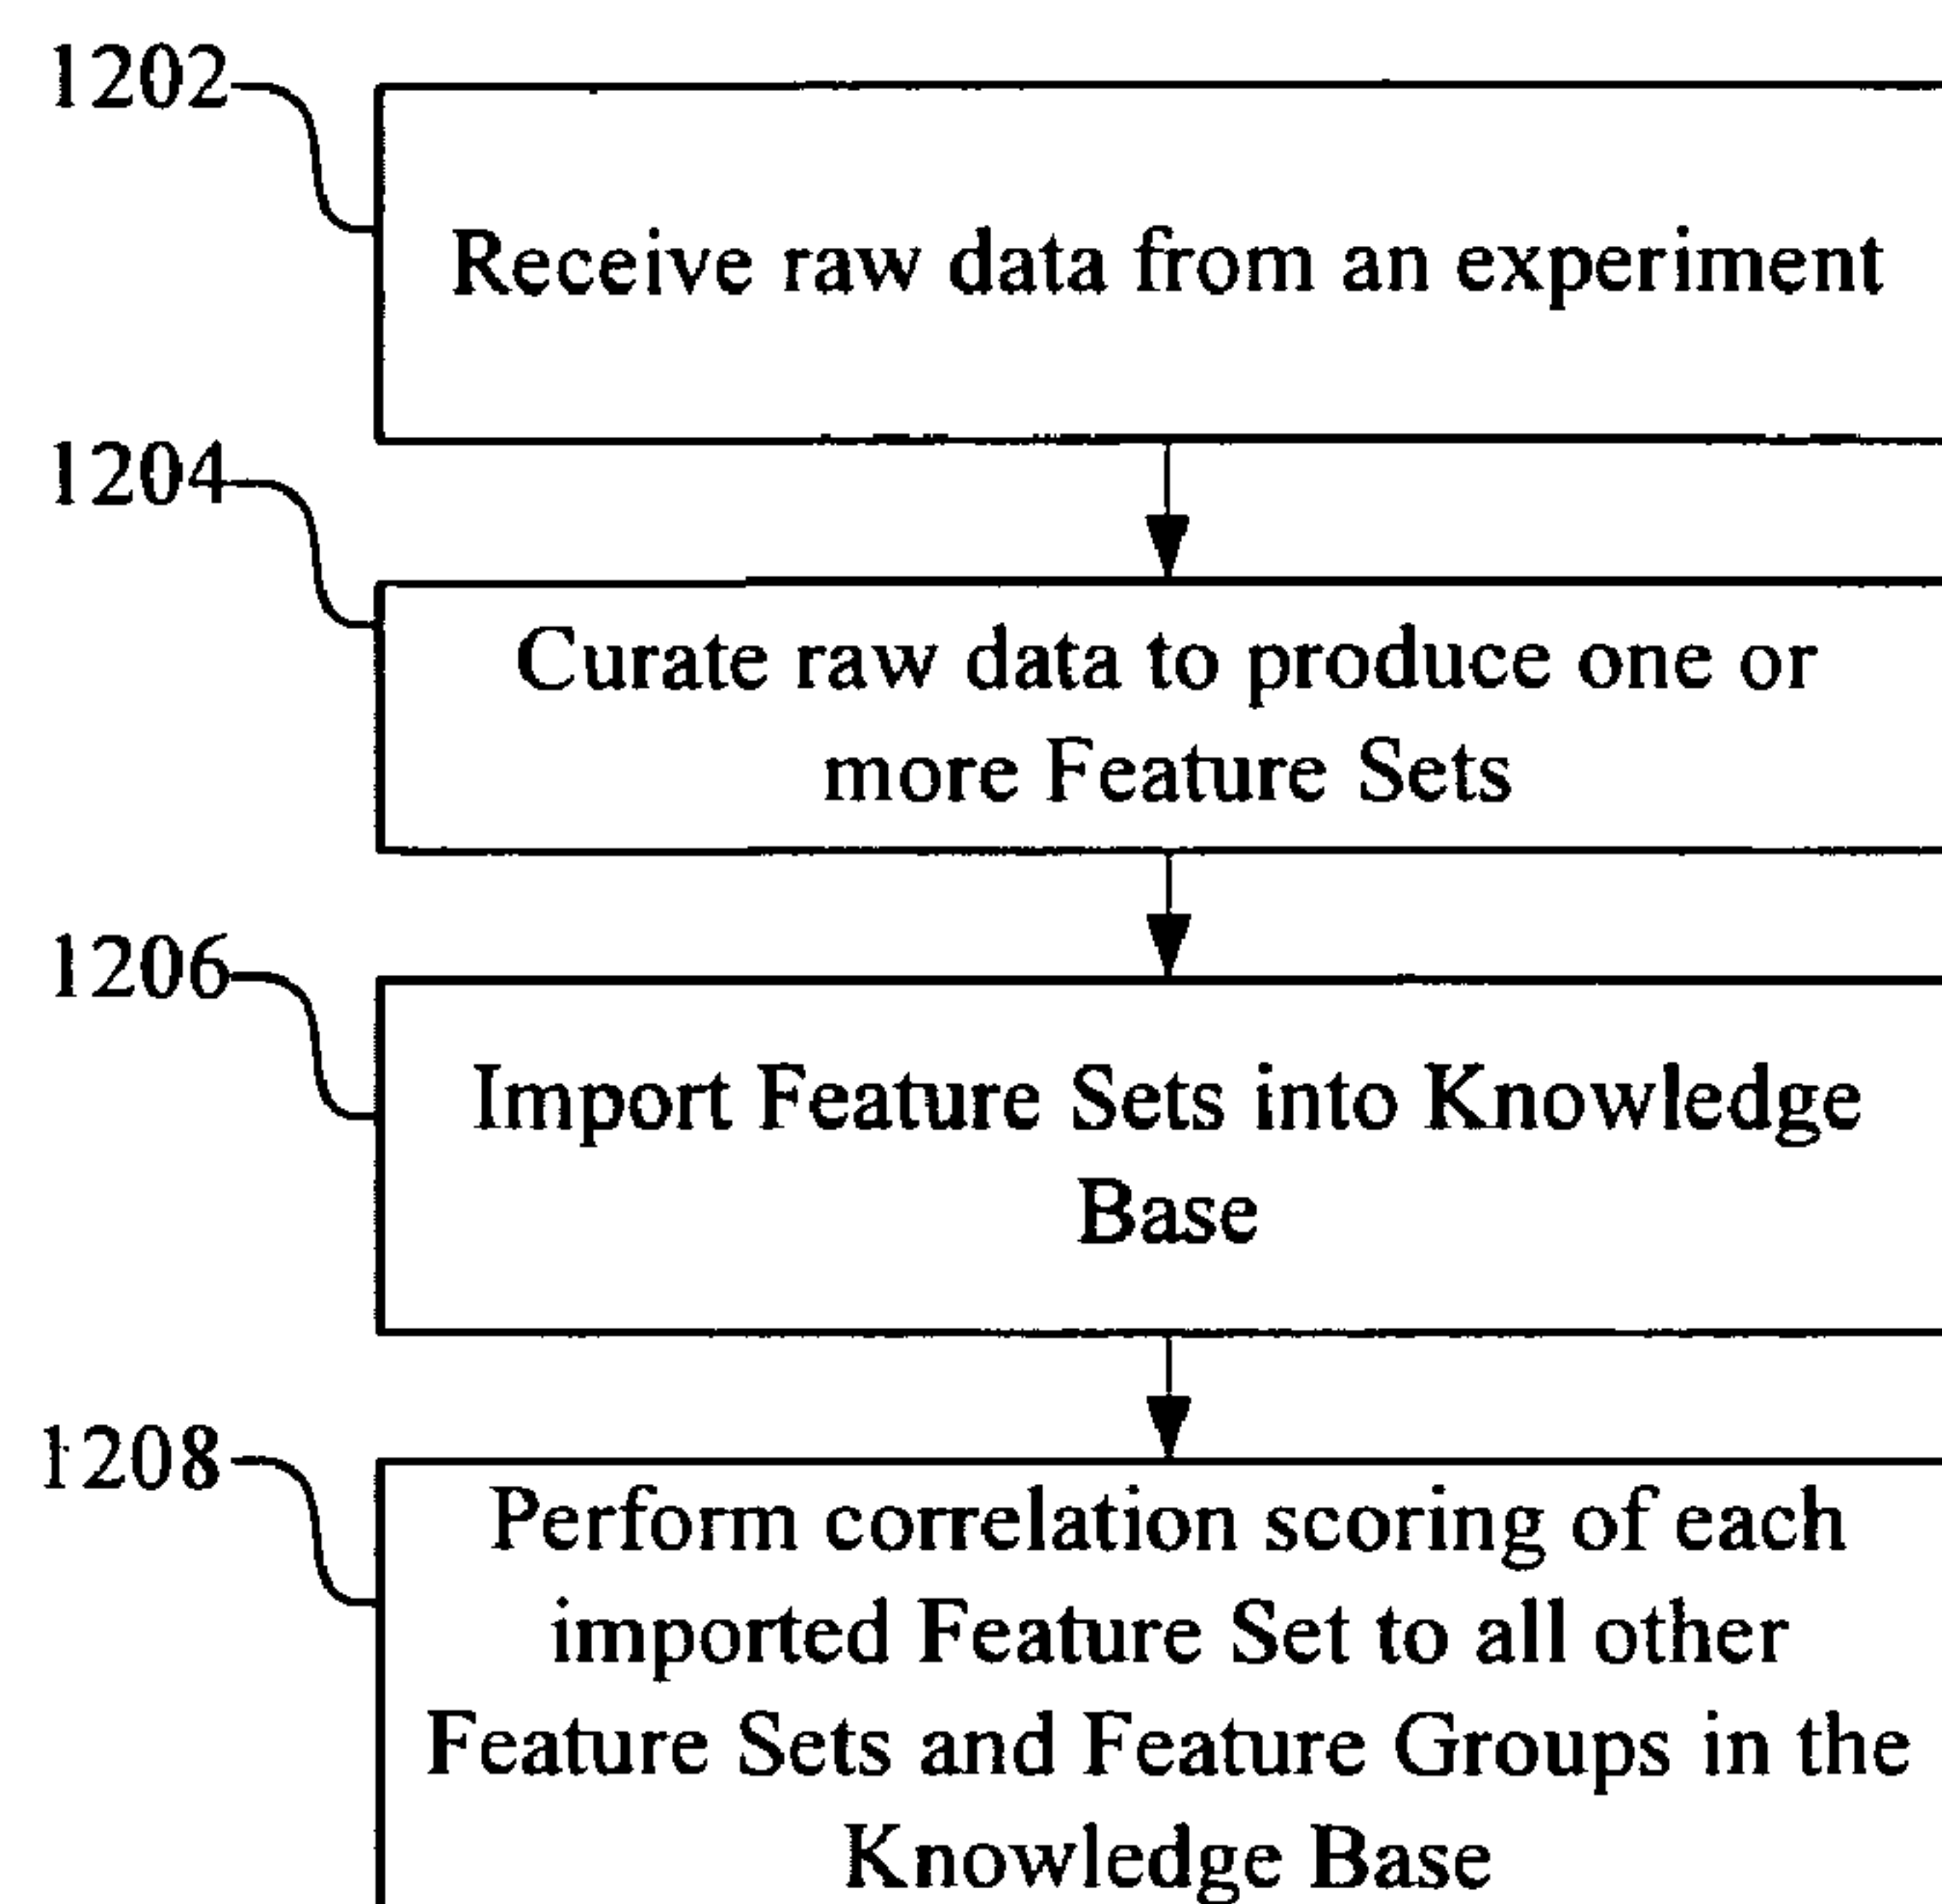 1202
Receive raw data from an experiment
1204
Curate raw data to produce one or
more Feature Sets
1206
Import Feature Sets into Knowledge
Base
1208
Perform correlation scoring of each
imported Feature Set to all other
Feature Sets and Feature Groups in the
Knowledge Base